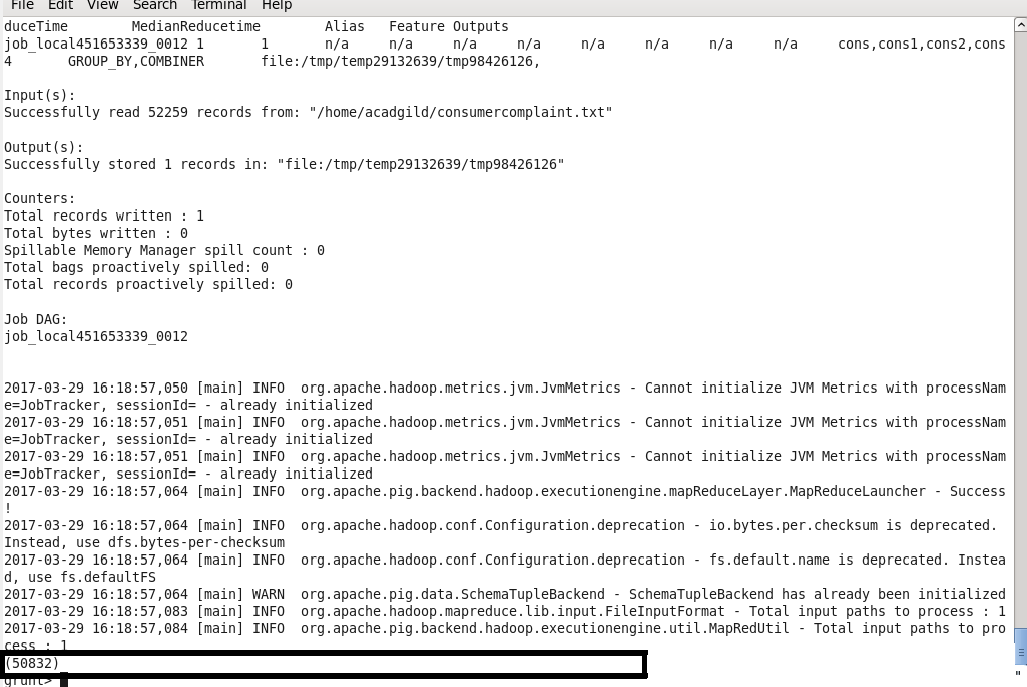 File Edit View Search Terminal Help
duceTime MedianReducetime Alias Feature Outputs
job_local451653339_0012 1 1 n/a n/a n/a n/a n/a n/a n/a n/a cons,cons1,cons2,cons
4 GROUP_BY,COMBINER file:/tmp/temp29132639/tmp98426126,
Input(s):
Successfully read 52259 records from: "/home/acadgild/consumercomplaint.txt"
Output(s):
Successfully stored 1 records in: "file:/tmp/temp29132639/tmp98426126"
Counters:
Total records written : 1
Total bytes written : 0
Spillable Memory Manager spill count : 0
Total bags proactively spilled: 0
Total records proactively spilled: 0
Job DAG:
job_local451653339_0012
2017-03-29 16:18:57,050 [main] INFO org.apache.hadoop.metrics.jvm.JvmMetrics - Cannot initialize JVM Metrics with processNam
e=JobTracker, sessionId= - already initialized
2017-03-29 16:18:57,051 [main] INFO org.apache.hadoop.metrics.jvm.JvmMetrics - Cannot initialize JVM Metrics with processNam
e=JobTracker, sessionId= - already initialized
2017-03-29 16:18:57,051 [main] INFO org.apache.hadoop.metrics.jvm.JvmMetrics - Cannot initialize JVM Metrics with processNam
e=JobTracker, sessionId= - already initialized
2017-03-29 16:18:57,064 [main] INFO org.apache.pig.backend.hadoop.executionengine.mapReduceLayer.MapReduceLauncher - Success
!
2017-03-29 16:18:57,064 [main] INFO org.apache.hadoop.conf.Configuration.deprecation - io.bytes.per.checksum is deprecated.
Instead, use dfs.bytes-per-checksum
2017-03-29 16:18:57,064 [main] INFO org.apache.hadoop.conf.Configuration.deprecation - fs.default.name is deprecated. Instea
d, use fs.defaultFS
2017-03-29 16:18:57,064 [main] WARN org.apache.pig.data.SchemaTupleBackend - SchemaTupleBackend has already been initialized
2017-03-29 16:18:57,083 [main] INFO org.apache.hadoop.mapreduce.lib.input.FileInputFormat - Total input paths to process : 1
2017-03-29 16:18:57,084 [main] INFO org.apache.pig.backend.hadoop.executionengine.util.MapRedUtil - Total input paths to pro
cess : 1
(50832)
grunt>
"